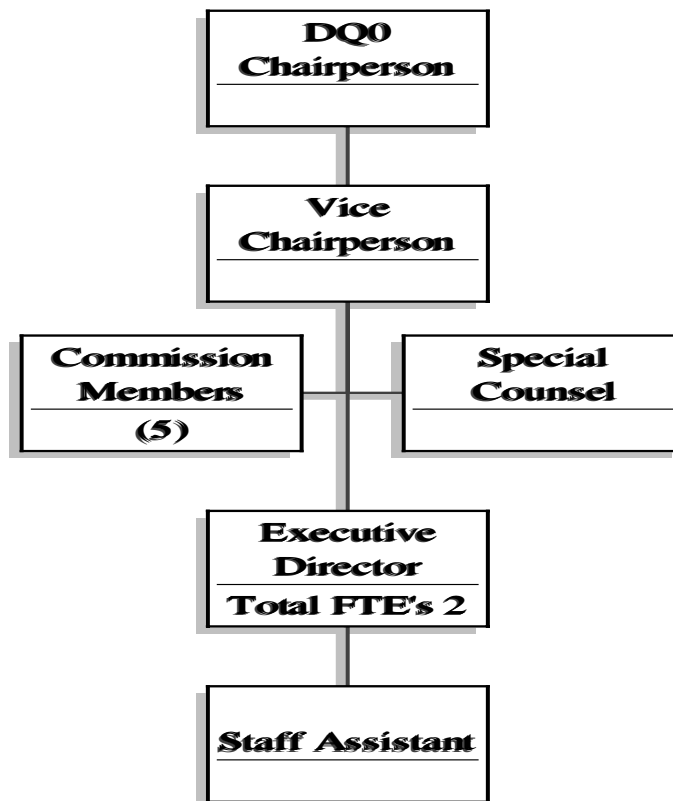 DQ0
Chairperson
Vice
Chairperson
Commission
Members
(5)
Special
Counsel
Executive
Director
Total FTE's 2
Staff Assistant